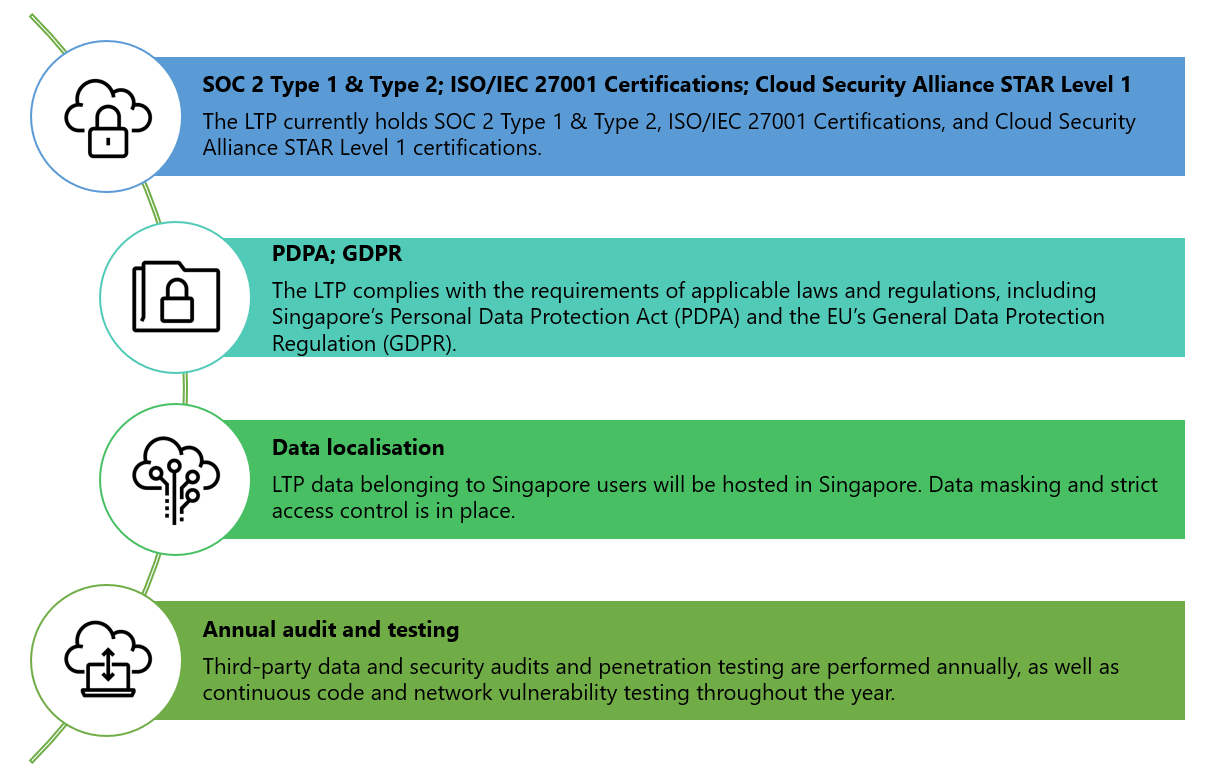 SOC 2 Type 1 & Type 2; ISO/IEC 27001 Certifications; Cloud Security Alliance STAR Level 1
The LTP currently holds SOC 2 Type 1 & Type 2, ISO/IEC 27001 Certifications, and Cloud Security
Alliance STAR Level 1 certifications.
PDPA; GDPR
The LTP complies with the requirements of applicable laws and regulations, including
Singapore’s Personal Data Protection Act (PDPA) and the EU’s General Data Protection
Regulation (GDPR).
Data localisation
LTP data belonging to Singapore users will be hosted in Singapore. Data masking and strict
access control is in place.
Annual audit and testing
Third-party data and security audits and penetration testing are performed annually, as well as
continuous code and network vulnerability testing throughout the year.